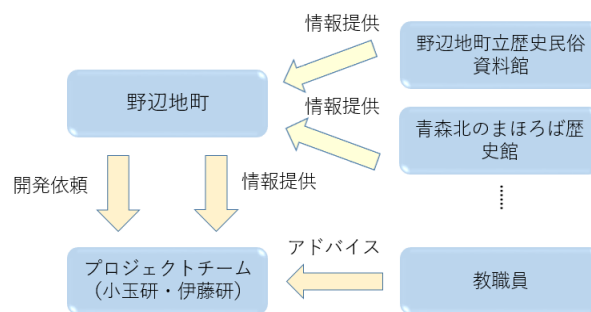 情報提供
野辺地町立歴史民俗
資料館
野辺地町
情報提供
青森北のまほろば歴
史館
開発依頼
情報提供
アドバイス
プロジェクトチーム
（小玉研・伊藤研）
教職員